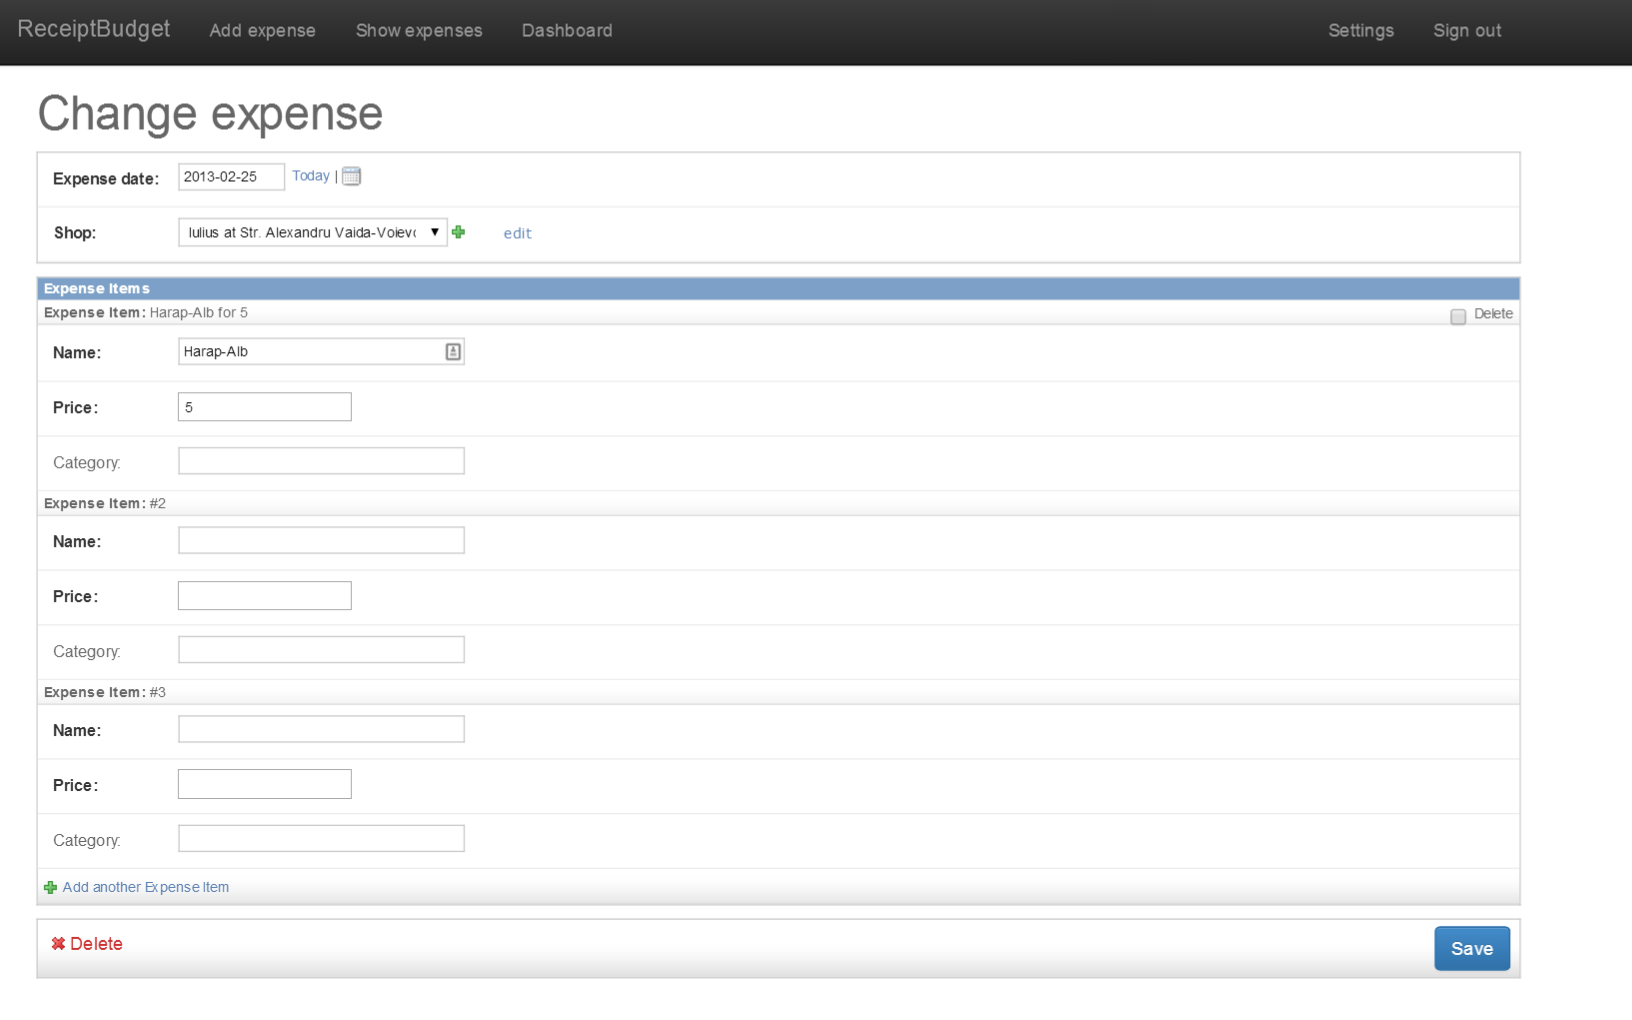 ReceiptBudget Add expense Show expenses Dashboard Settings Sign out
Change expense
Expense date: 2013-02-25 Today |
Shop: Iulius at Str. Alexandru Vaida-Voievo edit
Expense Items
Expense Item: Harap-Alb for 5 Delete
Name: Harap-Alb
Price: 5
Category:
Expense Item: #2
Name:
Price:
Category:
Expense Item: #3
Name:
Price:
Category:
Add another Expense Item
Delete Save